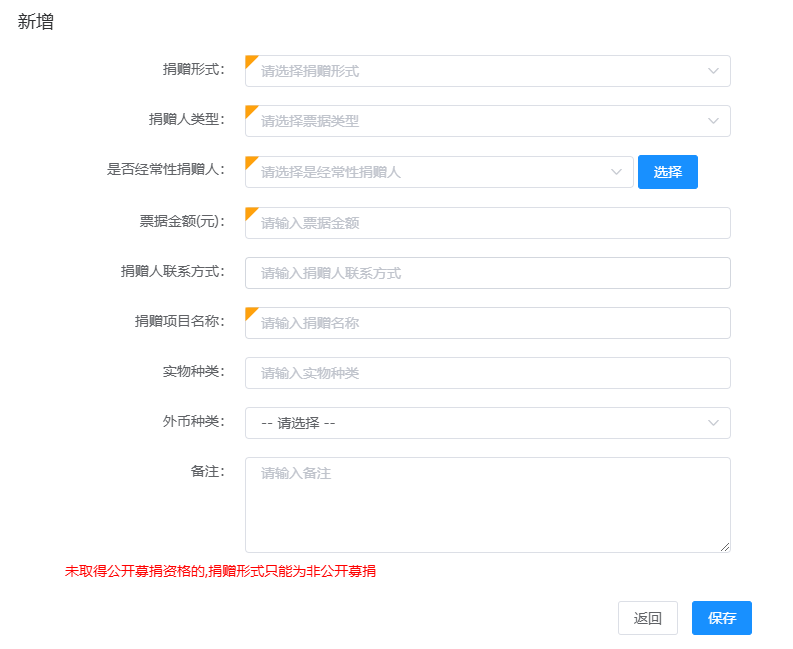 新增
捐赠形式: 请选择捐赠形式
捐赠人类型: 请选择票据类型
是否经常性捐赠人: 请选择是经常性捐赠人 选择
票据金额(元): 请输入票据金额
捐赠人联系方式: 请输入捐赠人联系方式
捐赠项目名称: 请输入捐赠名称
实物种类: 请输入实物种类
外币种类: -- 请选择 --
备注: 请输入备注
未取得公开募捐资格的,捐赠形式只能为非公开募捐
返回 保存